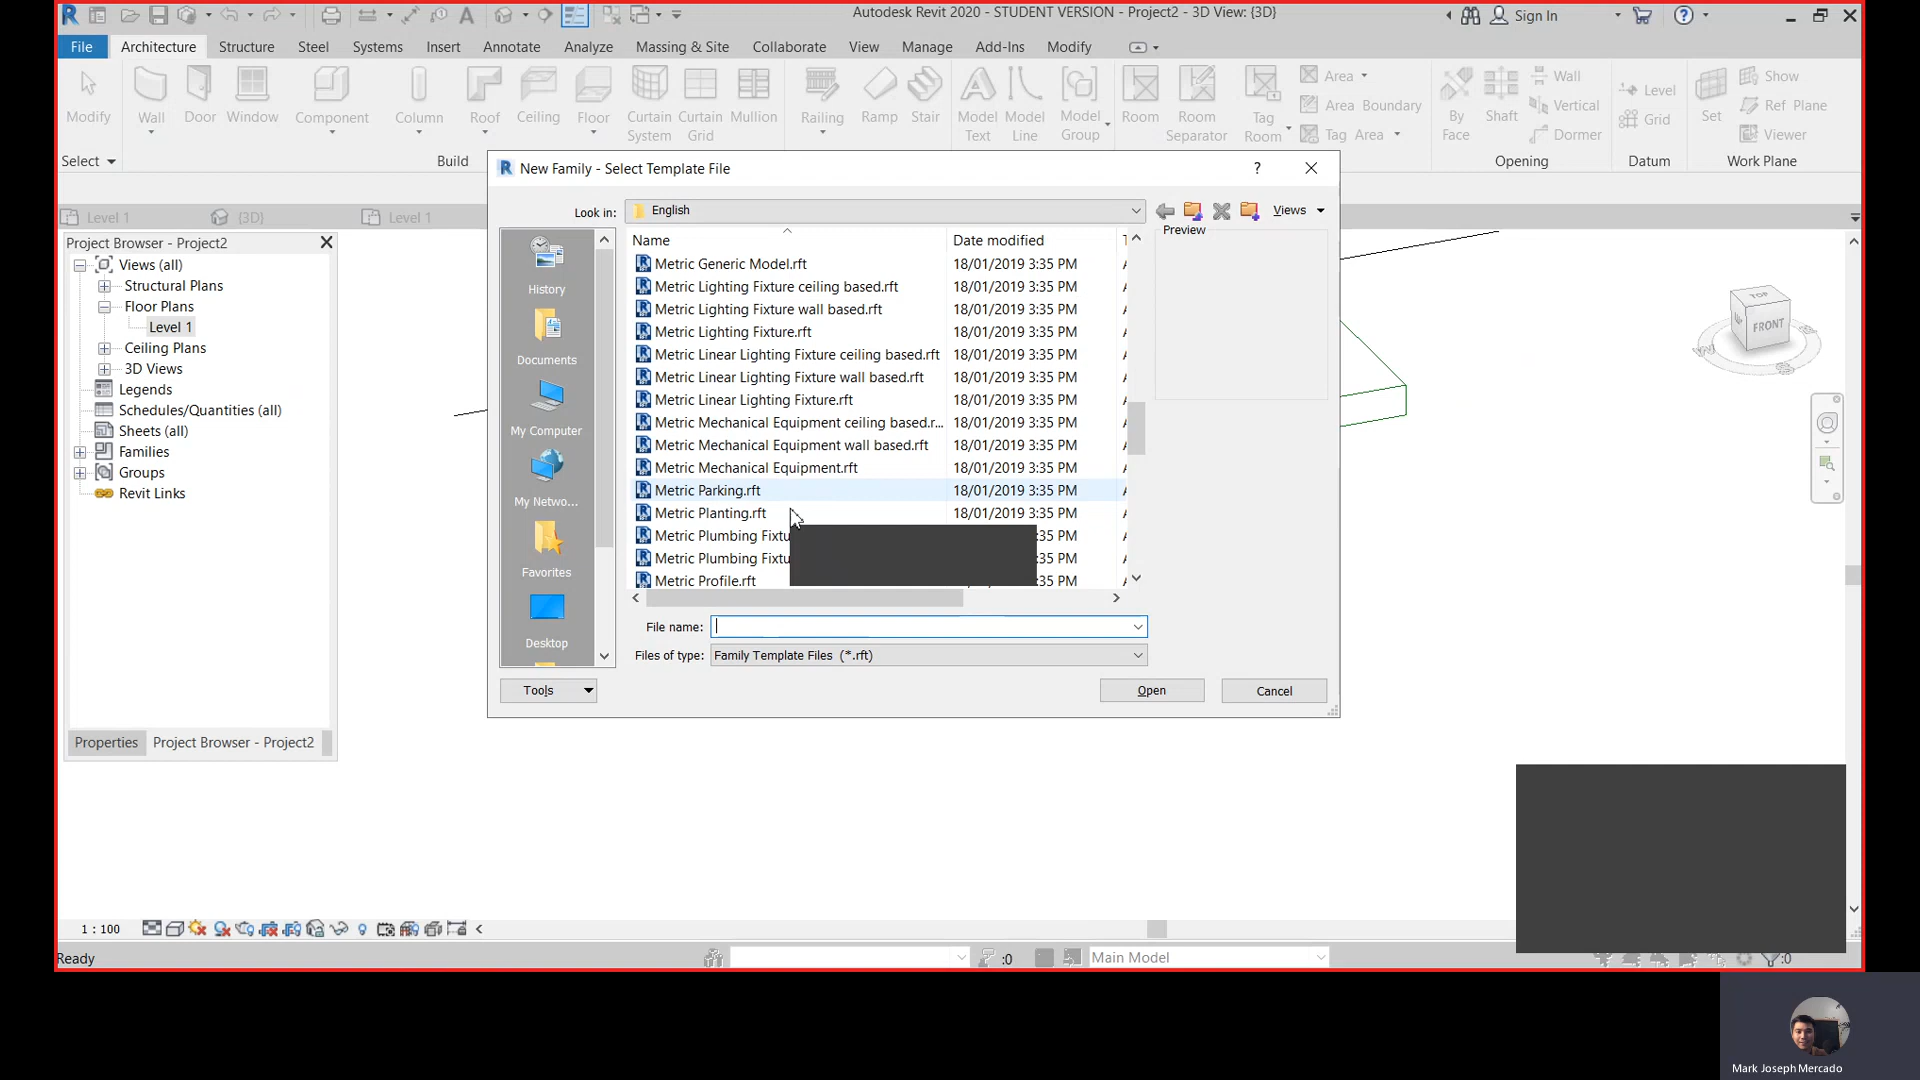 Autodesk Revit 2020 - STUDENT VERSION - Project2 - 3D View: {3D}
Sign In
File Architecture Structure Steel Systems Insert Annotate Analyze Massing & Site Collaborate View Manage Add-Ins Modify
Modify
Wall
Door
Window
Component
Column
Roof
Ceiling
Floor
Curtain System
Curtain Grid
Mullion
Railing
Ramp
Stair
Model Text
Model Line
Model Group
Room
Room Separator
Tag Room
Area
Area Boundary
Tag Area
By Face
Shaft
Wall
Vertical
Dormer
Level
Grid
Set
Show
Ref Plane
Viewer
Select
Build
Opening
Datum
Work Plane
Level 1
{3D}
Level 1
Project Browser - Project2
Views (all)
Structural Plans
Floor Plans
Level 1
Ceiling Plans
3D Views
Legends
Schedules/Quantities (all)
Sheets (all)
Families
Groups
Revit Links
Properties
Project Browser - Project2
New Family - Select Template File
?
Look in:
English
Views
Preview
History
Documents
My Computer
My Netwo...
Favorites
Desktop
Name Date modified
Metric Generic Model.rft 18/01/2019 3:35 PM
Metric Lighting Fixture ceiling based.rft 18/01/2019 3:35 PM
Metric Lighting Fixture wall based.rft 18/01/2019 3:35 PM
Metric Lighting Fixture.rft 18/01/2019 3:35 PM
Metric Linear Lighting Fixture ceiling based.rft 18/01/2019 3:35 PM
Metric Linear Lighting Fixture wall based.rft 18/01/2019 3:35 PM
Metric Linear Lighting Fixture.rft 18/01/2019 3:35 PM
Metric Mechanical Equipment ceiling based.r... 18/01/2019 3:35 PM
Metric Mechanical Equipment wall based.rft 18/01/2019 3:35 PM
Metric Mechanical Equipment.rft 18/01/2019 3:35 PM
Metric Parking.rft 18/01/2019 3:35 PM
Metric Planting.rft 18/01/2019 3:35 PM
Metric Plumbing Fixtu :35 PM
Metric Plumbing Fixtu :35 PM
Metric Profile.rft :35 PM
File name:
Files of type: Family Template Files (*.rft)
Tools
Open
Cancel
TOP
FRONT
1 : 100
Ready
:0
Main Model
:0
Mark Joseph Mercado